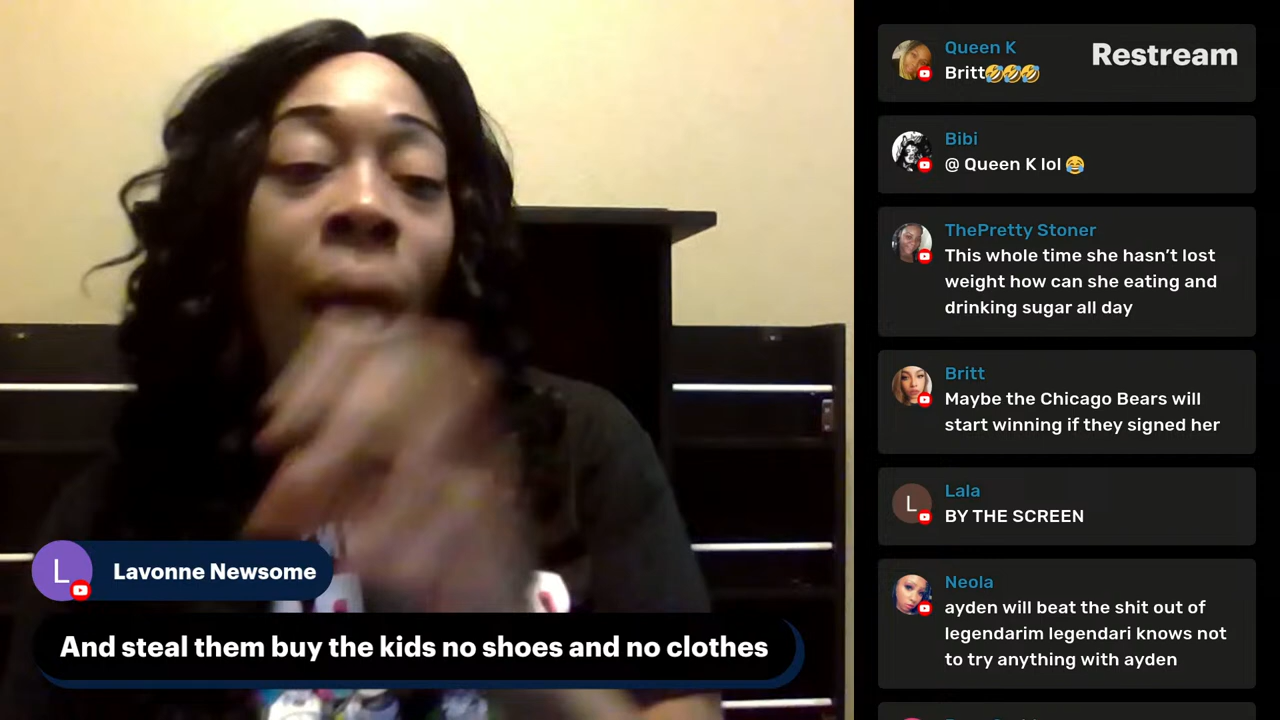 Restream
Queen K
Britt🤣🤣🤣
Bibi
@ Queen K lol 😂
ThePretty Stoner
This whole time she hasn’t lost
weight how can she eating and
drinking sugar all day
Britt
Maybe the Chicago Bears will
start winning if they signed her
L
Lala
BY THE SCREEN
Neola
ayden will beat the shit out of
legendarim legendari knows not
to try anything with ayden
L
Lavonne Newsome
And steal them buy the kids no shoes and no clothes